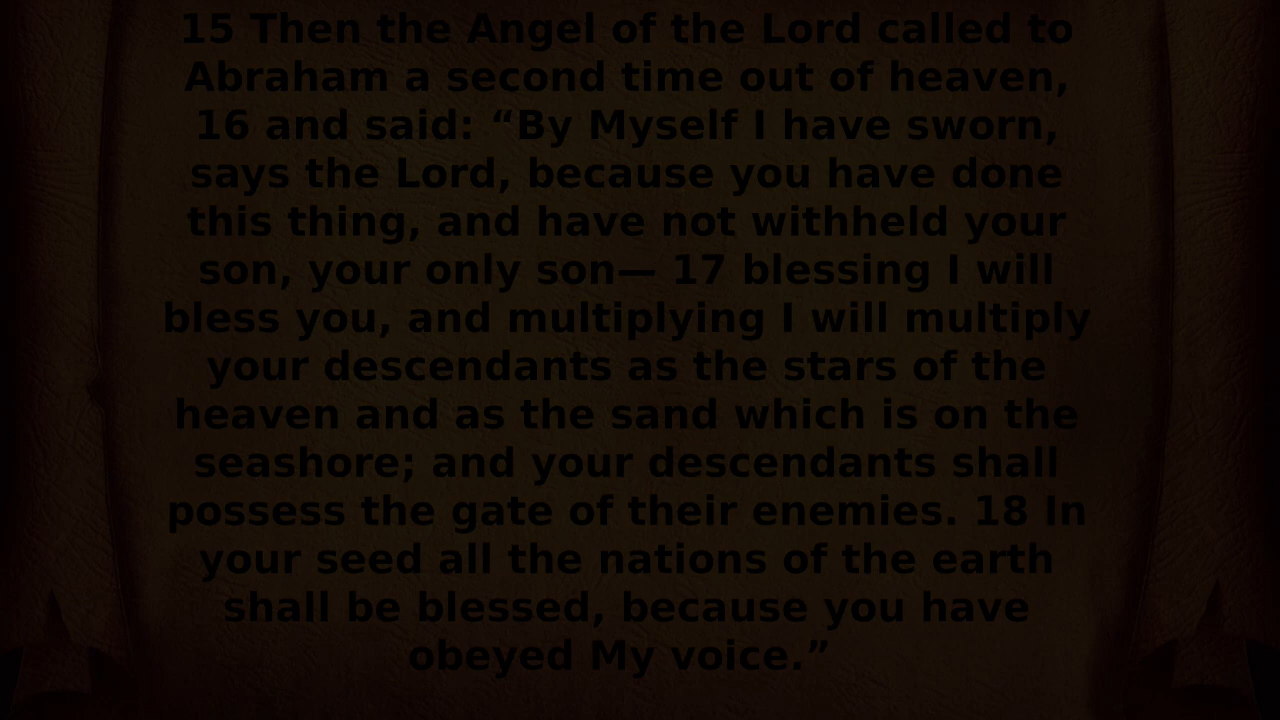 15 Then the Angel of the Lord called to
Abraham a second time out of heaven,
16 and said: “By Myself I have sworn,
says the Lord, because you have done
this thing, and have not withheld your
son, your only son— 17 blessing I will
bless you, and multiplying I will multiply
your descendants as the stars of the
heaven and as the sand which is on the
seashore; and your descendants shall
possess the gate of their enemies. 18 In
your seed all the nations of the earth
shall be blessed, because you have
obeyed My voice.”